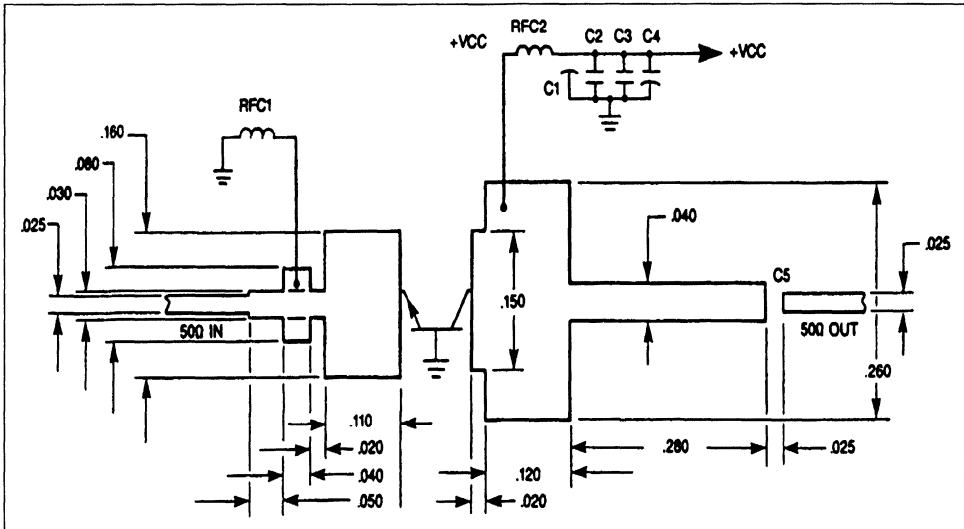 RFC2
C2 C3 C4
+VCC
+VCC
C1
RFC1
.160
.080
.030
.025
.040
.025
C5
.150
50Ω IN
50Ω OUT
.260
.110
.020
.280
.025
.040
.120
.050
.020